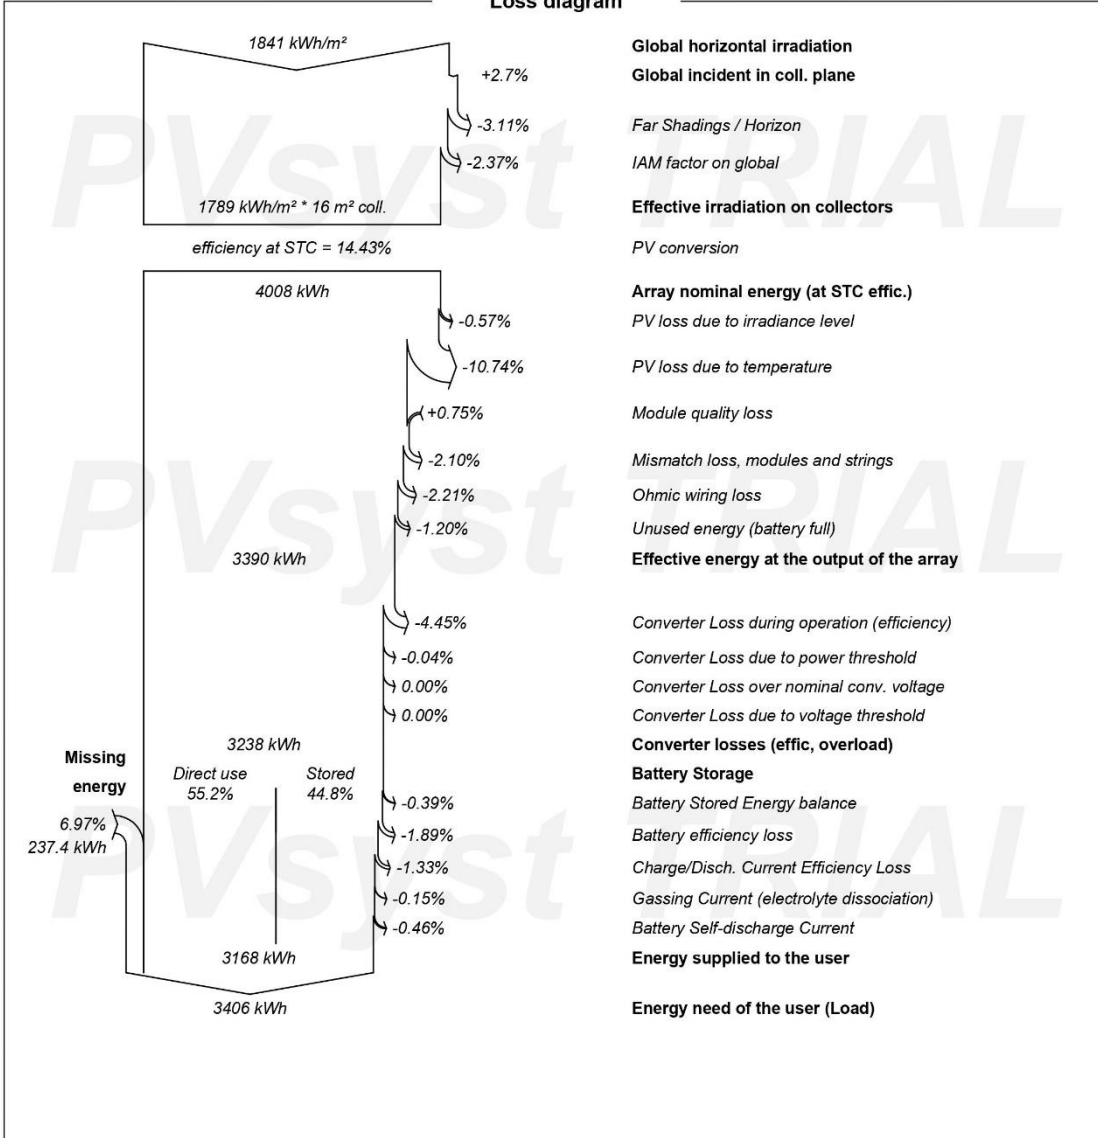 Loss diagram
1841 kWh/m² Global horizontal irradiation
+2.7% Global incident in coll. plane
-3.11% Far Shadings / Horizon
-2.37% IAM factor on global
1789 kWh/m² * 16 m² coll. Effective irradiation on collectors
efficiency at STC = 14.43% PV conversion
4008 kWh Array nominal energy (at STC effic.)
-0.57% PV loss due to irradiance level
-10.74% PV loss due to temperature
+0.75% Module quality loss
-2.10% Mismatch loss, modules and strings
-2.21% Ohmic wiring loss
-1.20% Unused energy (battery full)
3390 kWh Effective energy at the output of the array
-4.45% Converter Loss during operation (efficiency)
-0.04% Converter Loss due to power threshold
0.00% Converter Loss over nominal conv. voltage
0.00% Converter Loss due to voltage threshold
3238 kWh Converter losses (effic, overload)
Missing
energy
Direct use Stored Battery Storage
55.2% 44.8%
-0.39% Battery Stored Energy balance
6.97%
237.4 kWh
-1.89% Battery efficiency loss
-1.33% Charge/Disch. Current Efficiency Loss
-0.15% Gassing Current (electrolyte dissociation)
-0.46% Battery Self-discharge Current
3168 kWh Energy supplied to the user
3406 kWh Energy need of the user (Load)
PVsyst TRIAL
PVsyst TRIAL
PVsyst TRIAL